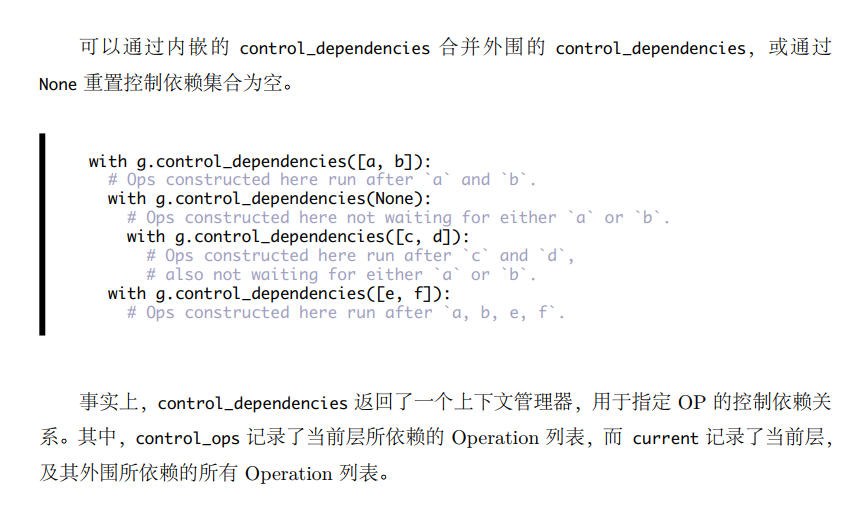 可以通过内嵌的 control_dependencies 合并外围的 control_dependencies，或通过
None 重置控制依赖集合为空。
with g.control_dependencies([a, b]):
  # Ops constructed here run after `a` and `b`.
  with g.control_dependencies(None):
    # Ops constructed here not waiting for either `a` or `b`.
    with g.control_dependencies([c, d]):
      # Ops constructed here run after `c` and `d`,
      # also not waiting for either `a` or `b`.
  with g.control_dependencies([e, f]):
    # Ops constructed here run after `a, b, e, f`.
事实上，control_dependencies 返回了一个上下文管理器，用于指定 OP 的控制依赖关
系。其中，control_ops 记录了当前层所依赖的 Operation 列表，而 current 记录了当前层，
及其外围所依赖的所有 Operation 列表。